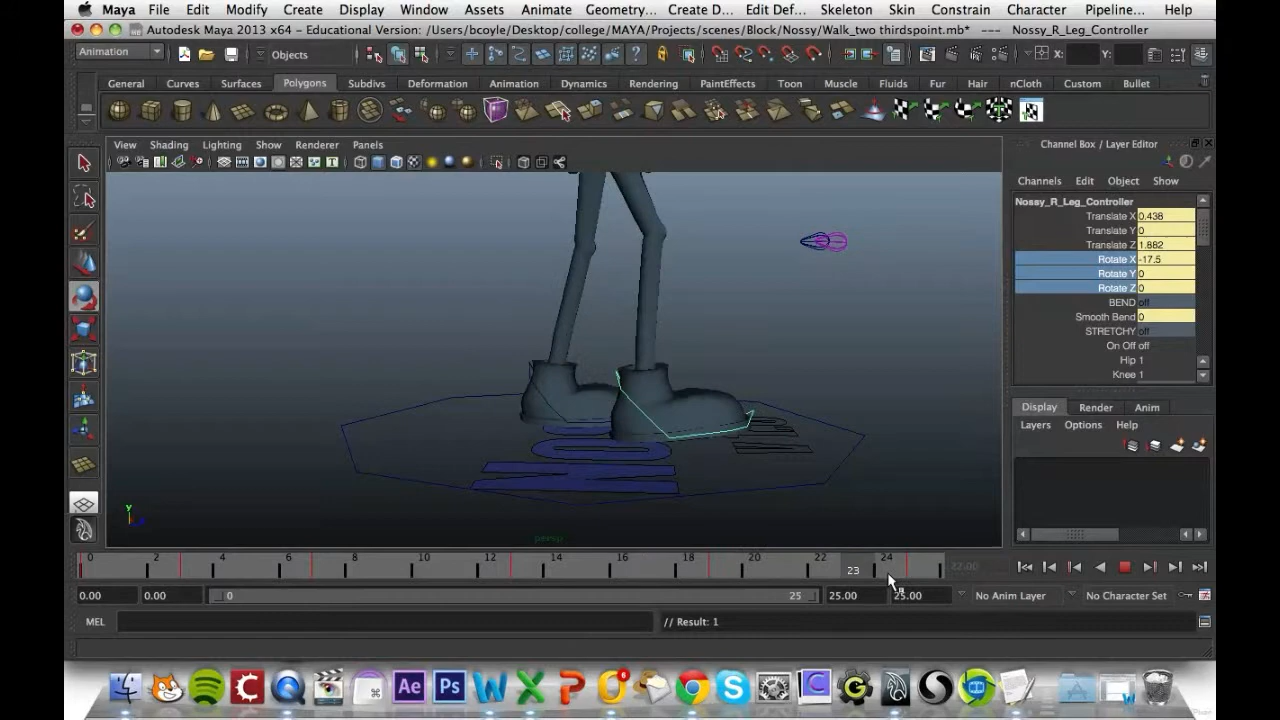 Maya File Edit Modify Create Display Window Assets Animate Geometry... Create D... Edit Def... Skeleton Skin Constrain Character Pipeline... Help
Autodesk Maya 2013 x64 - Educational Version: /Users/bcoyle/Desktop/college/MAYA/Projects/scenes/Block/Nossy/Walk_two thirdspoint.mb* --- Nossy_R_Leg_Controller
Animation Objects X: Y:
General Curves Surfaces Polygons Subdivs Deformation Animation Dynamics Rendering PaintEffects Toon Muscle Fluids Fur Hair nCloth Custom Bullet
View Shading Lighting Show Renderer Panels
Channel Box / Layer Editor
Channels Edit Object Show
Nossy_R_Leg_Controller
Translate X 0.438
Translate Y 0
Translate Z 1.882
Rotate X -17.5
Rotate Y 0
Rotate Z 0
BEND off
Smooth Bend 0
STRETCHY off
On Off off
Hip 1
Knee 1
Display Render Anim
Layers Options Help
y
persp
0 2 4 6 8 10 12 14 16 18 20 22 23 24 22.00
0.00 0.00 0 25 25.00 25.00 No Anim Layer No Character Set
MEL // Result: 1
Ae Ps 6